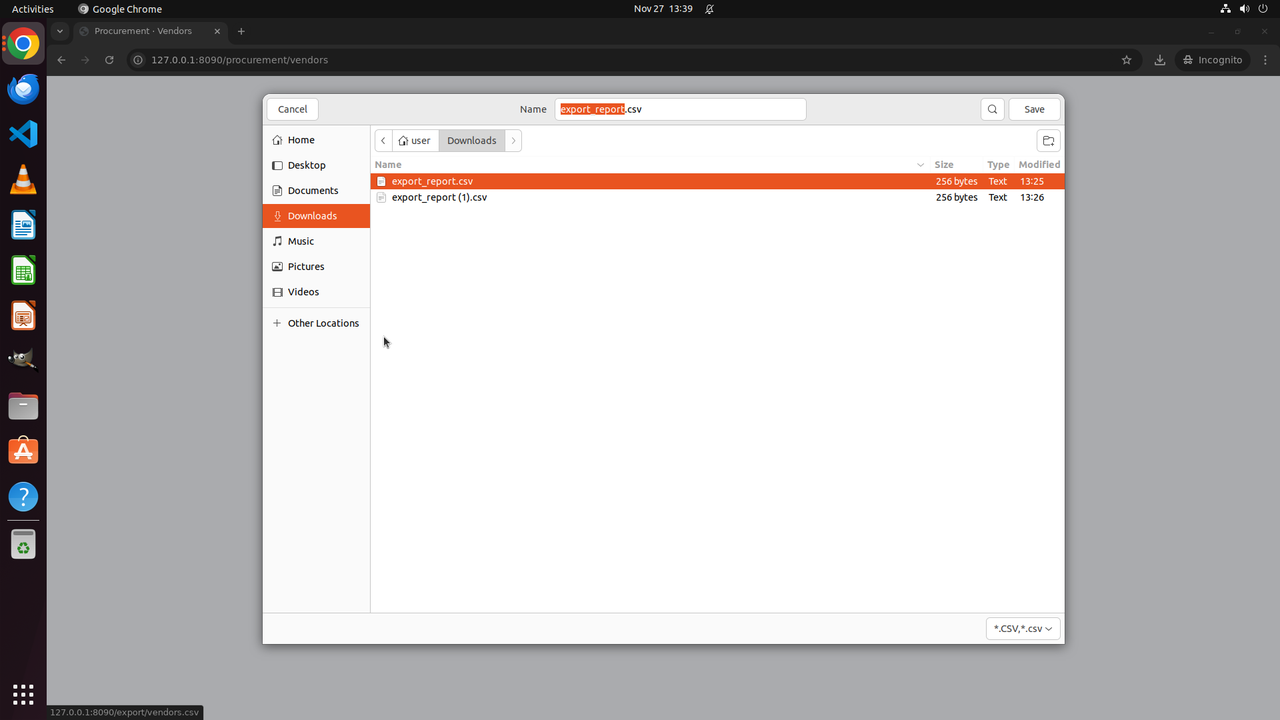 Activities
Google Chrome
Nov 27 13:39
Procurement · Vendors
127.0.0.1:8090/procurement/vendors
Incognito
Cancel
Name
export_report.csv
Save
Home
Desktop
Documents
Downloads
Music
Pictures
Videos
Other Locations
user
Downloads
Name Size Type Modified
export_report.csv 256 bytes Text 13:25
export_report (1).csv 256 bytes Text 13:26
*.CSV,*.csv
127.0.0.1:8090/export/vendors.csv